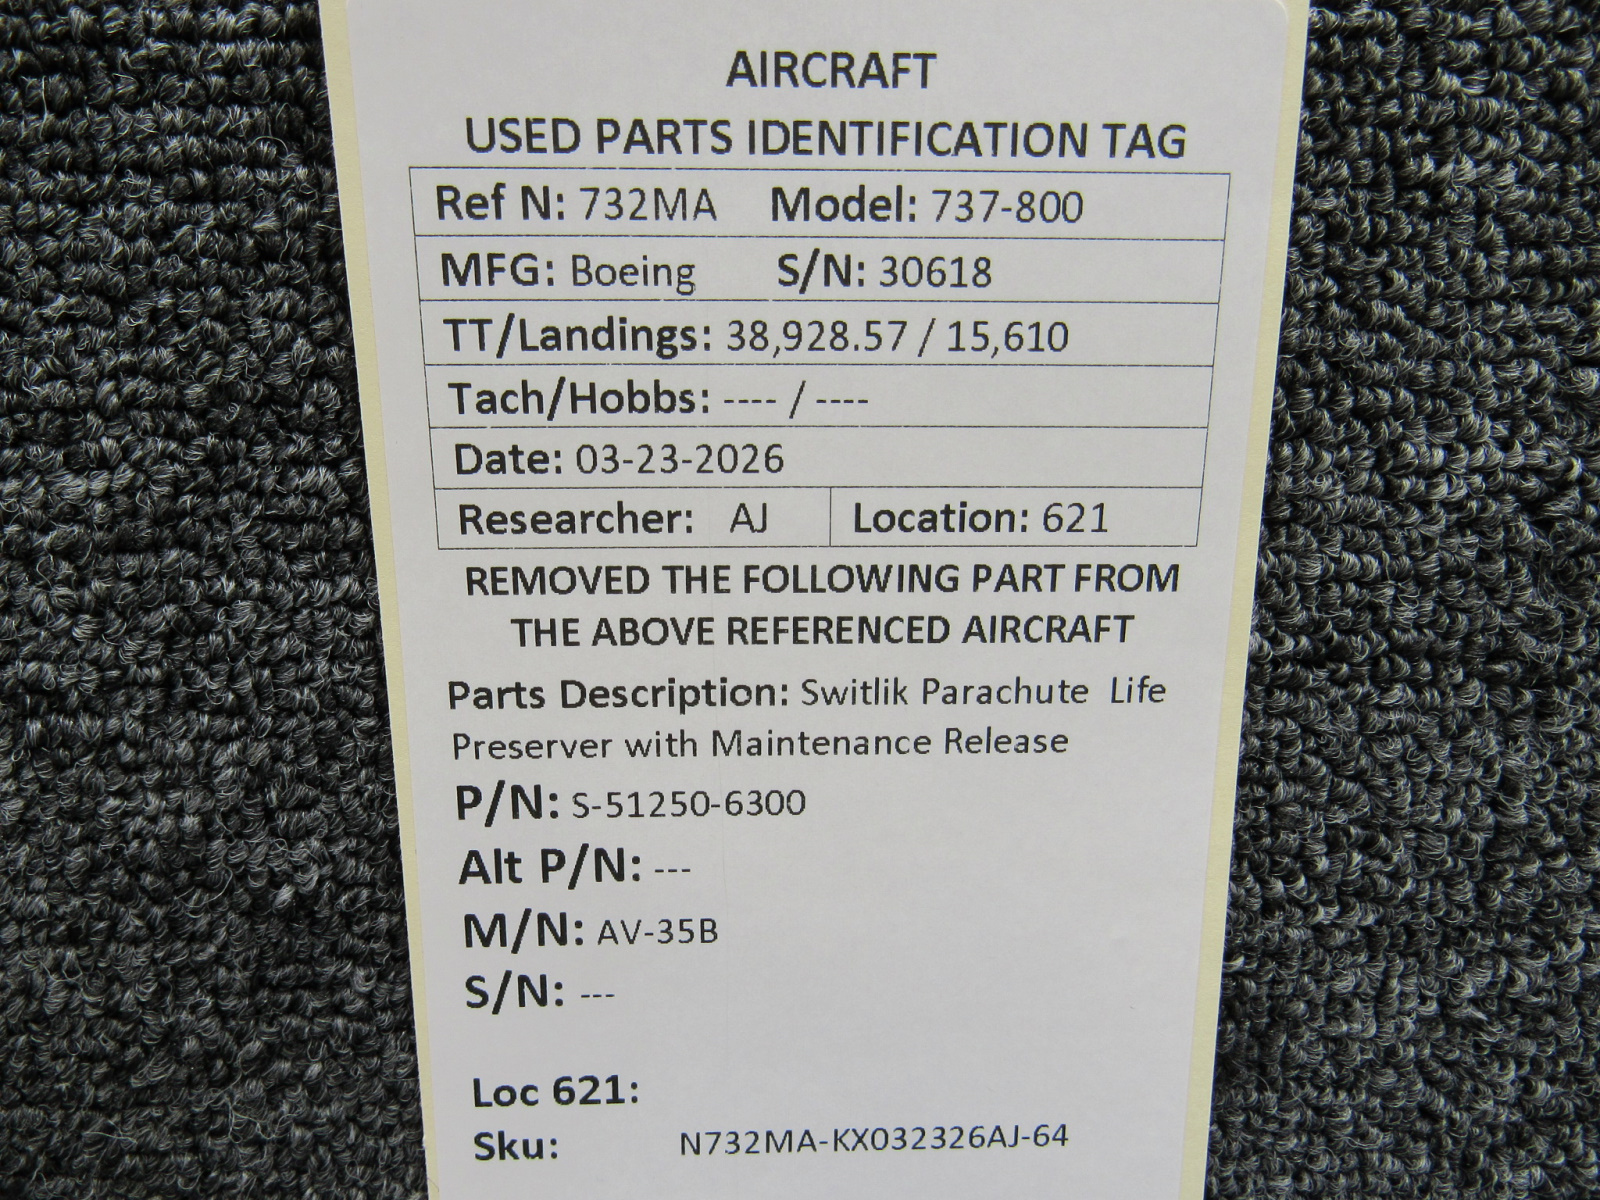 AIRCRAFT
USED PARTS IDENTIFICATION TAG
Ref N: 732MA Model: 737-800
MFG: Boeing S/N: 30618
TT/Landings: 38,928.57 / 15,610
Tach/Hobbs: ---- / ----
Date: 03-23-2026
Researcher: AJ Location: 621
REMOVED THE FOLLOWING PART FROM
THE ABOVE REFERENCED AIRCRAFT
Parts Description: Switlik Parachute Life
Preserver with Maintenance Release
P/N: S-51250-6300
Alt P/N: ---
M/N: AV-35B
S/N: ---
Loc 621:
Sku: N732MA-KX032326AJ-64